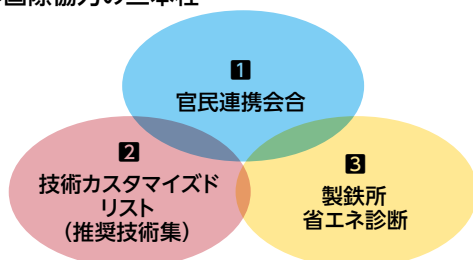 国際協力の三本柱
1
官民連携会合
2
技術カスタマイズド
リスト
(推奨技術集)
3
製鉄所
省エネ診断